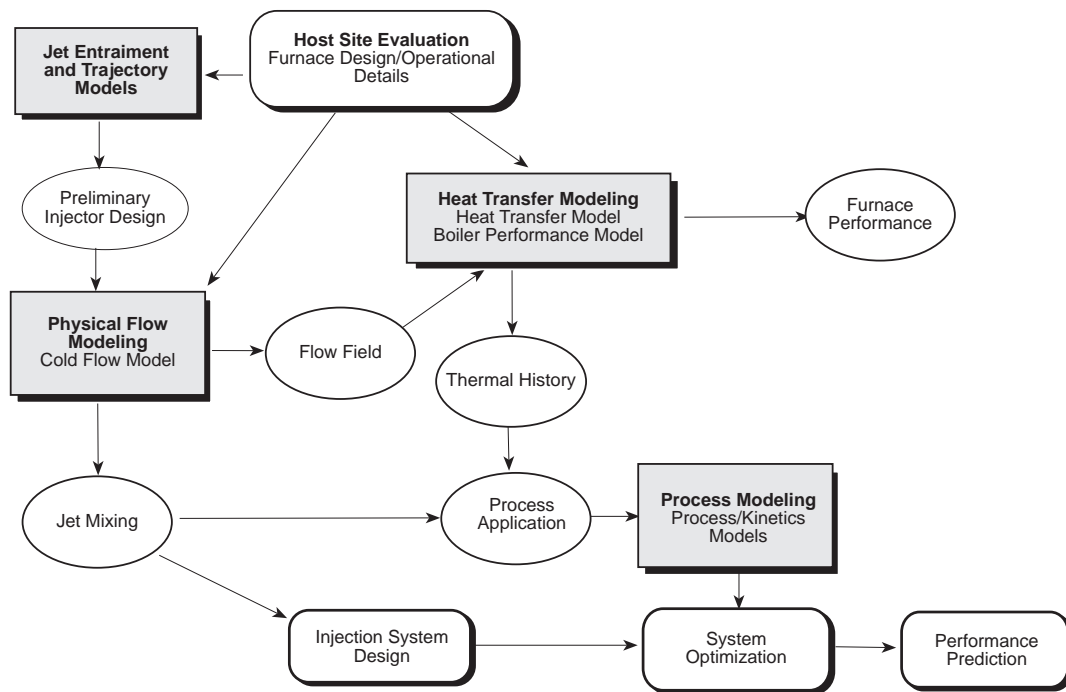 Jet Entraiment
and Trajectory
Models
Host Site Evaluation
Furnace Design/Operational
Details
Preliminary
Injector Design
Heat Transfer Modeling
Heat Transfer Model
Boiler Performance Model
Furnace
Performance
Physical Flow
Modeling
Cold Flow Model
Flow Field
Thermal History
Jet Mixing
Process
Application
Process Modeling
Process/Kinetics
Models
Injection System
Design
System
Optimization
Performance
Prediction